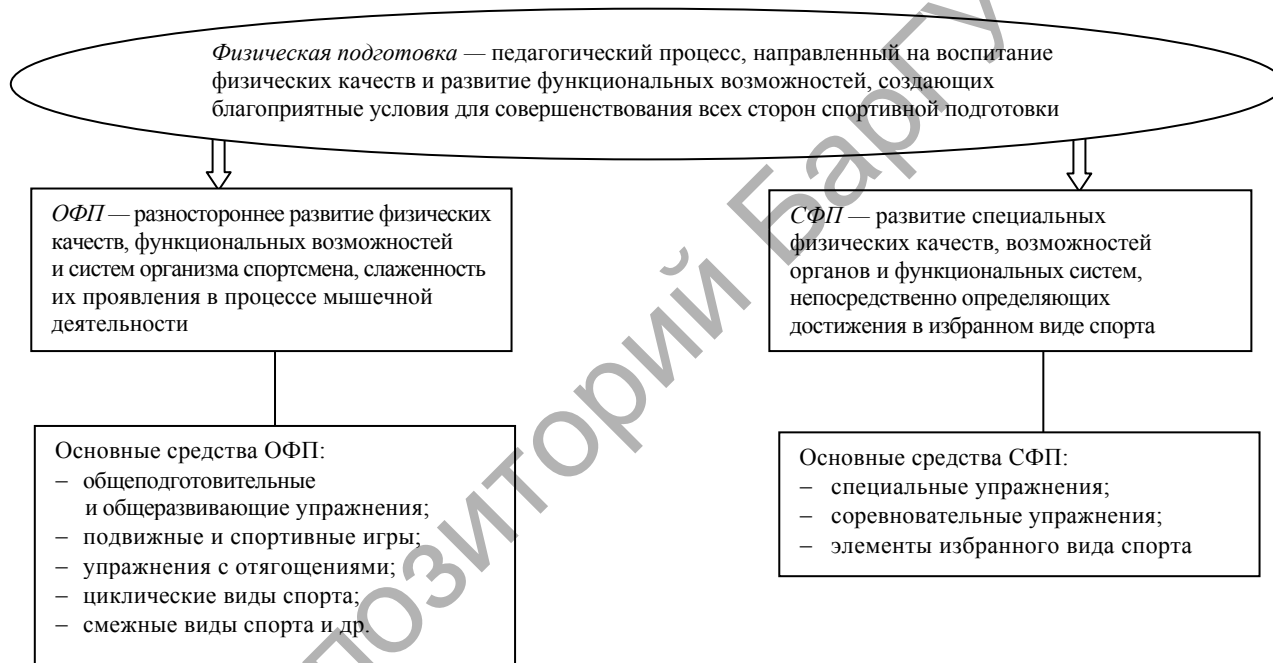 Физическая подготовка — педагогический процесс, направленный на воспитание
физических качеств и развитие функциональных возможностей, создающих
благоприятные условия для совершенствования всех сторон спортивной подготовки
ОФП — разностороннее развитие физических
качеств, функциональных возможностей
и систем организма спортсмена, слаженность
их проявления в процессе мышечной
деятельности
СФП — развитие специальных
физических качеств, возможностей
органов и функциональных систем,
непосредственно определяющих
достижения в избранном виде спорта
Основные средства ОФП:
– общеподготовительные
и общеразвивающие упражнения;
– подвижные и спортивные игры;
– упражнения с отягощениями;
– циклические виды спорта;
– смежные виды спорта и др.
Основные средства СФП:
– специальные упражнения;
– соревновательные упражнения;
– элементы избранного вида спорта
позиторий БарГУ